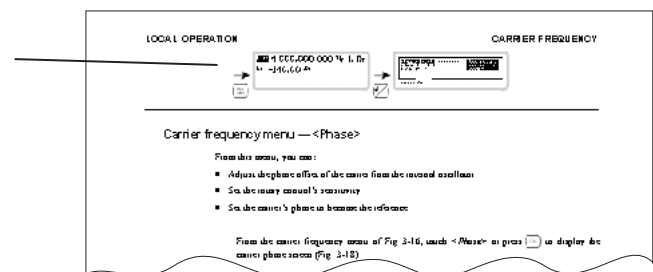 LOCAL OPERATION
CARRIER FREQUENCY
-140.00
Carrier frequency menu — <Phase>
From this menu, you can:
■ Adjust the phase offset of the carrier from the internal oscillator
■ Set the rotary control's sensitivity
■ Set the carrier's phase to become the reference
From the carrier frequency menu of Fig. 3-16, touch <Phase> or press to display the
carrier phase screen (Fig. 3-18)